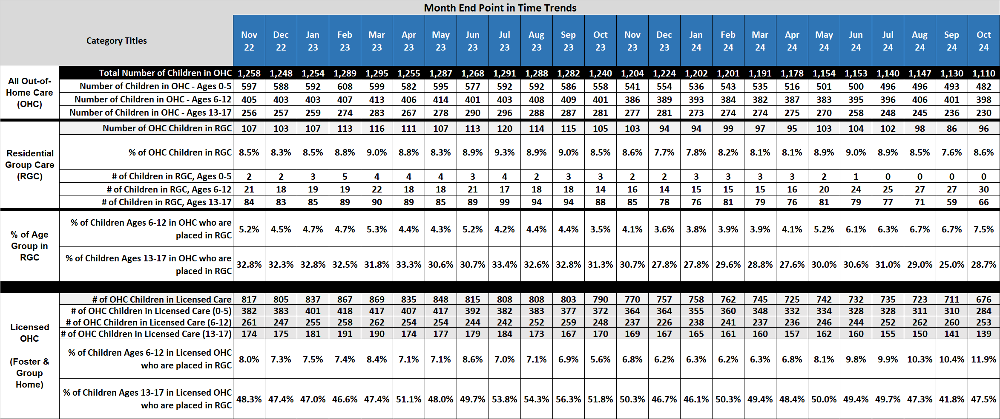 Month End Point in Time Trends
Category Titles Nov 22 Dec 22 Jan 23 Feb 23 Mar 23 Apr 23 May 23 Jun 23 Jul 23 Aug 23 Sep 23 Oct 23 Nov 23 Dec 23 Jan 24 Feb 24 Mar 24 Apr 24 May 24 Jun 24 Jul 24 Aug 24 Sep 24 Oct 24
All Out-of-
Home Care
(OHC)
Total Number of Children in OHC 1,258 1,248 1,254 1,289 1,295 1,255 1,287 1,268 1,291 1,288 1,282 1,240 1,204 1,224 1,202 1,201 1,191 1,178 1,154 1,153 1,140 1,147 1,130 1,110
Number of Children in OHC - Ages 0-5 597 588 592 608 599 582 595 577 592 592 586 558 541 554 536 543 535 516 501 500 496 496 493 482
Number of Children in OHC - Ages 6-12 405 403 403 407 413 406 414 401 403 408 409 401 386 389 393 384 382 387 383 395 396 406 401 398
Number of Children in OHC - Ages 13-17 256 257 259 274 283 267 278 290 296 288 287 281 277 281 273 274 274 275 270 258 248 245 236 230
Residential
Group Care
(RGC)
Number of OHC Children in RGC 107 103 107 113 116 111 107 113 120 114 115 105 103 94 94 99 97 95 103 104 102 98 86 96
% of OHC Children in RGC 8.5% 8.3% 8.5% 8.8% 9.0% 8.8% 8.3% 8.9% 9.3% 8.9% 9.0% 8.5% 8.6% 7.7% 7.8% 8.2% 8.1% 8.1% 8.9% 9.0% 8.9% 8.5% 7.6% 8.6%
# of Children in RGC, Ages 0-5 2 2 3 5 4 4 4 3 4 2 3 3 2 2 3 3 3 3 2 1 0 0 0 0
# of Children in RGC, Ages 6-12 21 18 19 19 22 18 18 21 17 18 18 14 16 14 15 15 15 16 20 24 25 27 27 30
# of Children in RGC, Ages 13-17 84 83 85 89 90 89 85 89 99 94 94 88 85 78 76 81 79 76 81 79 77 71 59 66
% of Age
Group in
RGC
% of Children Ages 6-12 in OHC who are
placed in RGC 5.2% 4.5% 4.7% 4.7% 5.3% 4.4% 4.3% 5.2% 4.2% 4.4% 4.4% 3.5% 4.1% 3.6% 3.8% 3.9% 3.9% 4.1% 5.2% 6.1% 6.3% 6.7% 6.7% 7.5%
% of Children Ages 13-17 in OHC who are
placed in RGC 32.8% 32.3% 32.8% 32.5% 31.8% 33.3% 30.6% 30.7% 33.4% 32.6% 32.8% 31.3% 30.7% 27.8% 27.8% 29.6% 28.8% 27.6% 30.0% 30.6% 31.0% 29.0% 25.0% 28.7%
Licensed
OHC
(Foster &
Group
Home)
# of OHC Children in Licensed Care 817 805 837 867 869 835 848 815 808 808 803 790 770 757 758 762 745 725 742 732 735 723 711 676
# of OHC Children in Licensed Care (0-5) 382 383 401 418 417 407 417 392 382 383 377 372 364 364 355 360 348 332 334 328 328 311 310 284
# of OHC Children in Licensed Care (6-12) 261 247 255 258 262 254 254 244 242 252 259 248 237 226 238 241 237 236 246 244 252 262 260 253
# of OHC Children in Licensed Care (13-17) 174 175 181 191 190 174 177 179 184 173 167 170 169 167 165 161 160 157 162 160 155 150 141 139
% of Children Ages 6-12 in Licensed OHC
who are placed in RGC 8.0% 7.3% 7.5% 7.4% 8.4% 7.1% 7.1% 8.6% 7.0% 7.1% 6.9% 5.6% 6.8% 6.2% 6.3% 6.2% 6.3% 6.8% 8.1% 9.8% 9.9% 10.3% 10.4% 11.9%
% of Children Ages 13-17 in Licensed OHC
who are placed in RGC 48.3% 47.4% 47.0% 46.6% 47.4% 51.1% 48.0% 49.7% 53.8% 54.3% 56.3% 51.8% 50.3% 46.7% 46.1% 50.3% 49.4% 48.4% 50.0% 49.4% 49.7% 47.3% 41.8% 47.5%